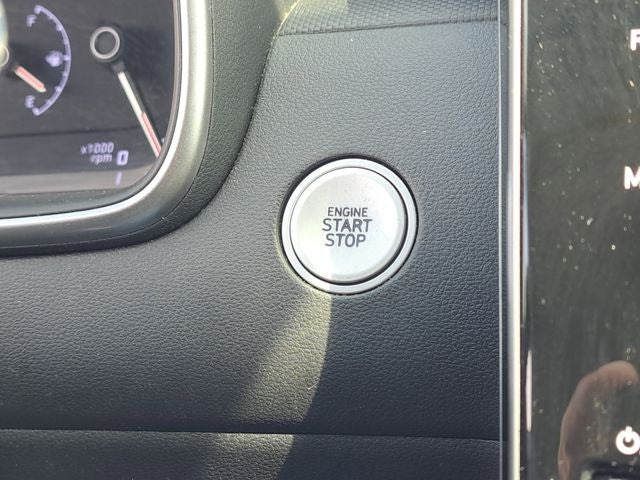 F
E
x1000
rpm 0
ENGINE
START
STOP
M